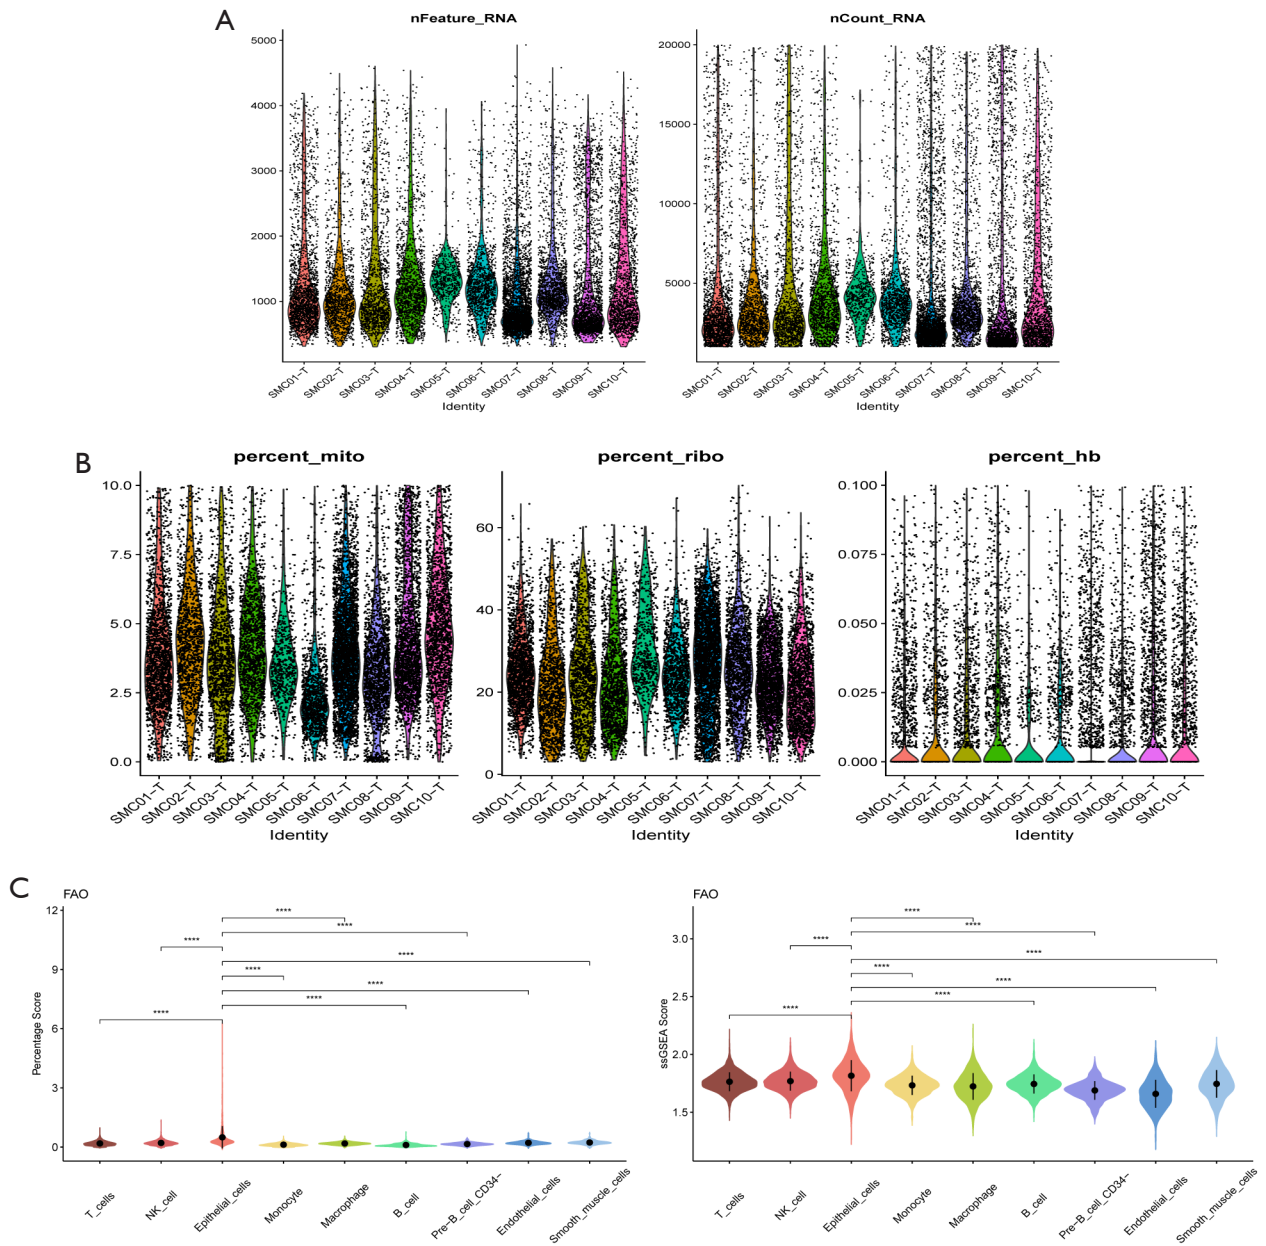 A
nFeature_RNA
nCount_RNA
5000
4000
3000
2000
1000
20000
15000
10000
5000
SMC01−T
SMC02−T
SMC03−T
SMC04−T
SMC05−T
SMC06−T
SMC07−T
SMC08−T
SMC09−T
SMC10−T
Identity
SMC01−T
SMC02−T
SMC03−T
SMC04−T
SMC05−T
SMC06−T
SMC07−T
SMC08−T
SMC09−T
SMC10−T
Identity
B
percent_mito
percent_ribo
percent_hb
10.0
7.5
5.0
2.5
0.0
60
40
20
0
0.100
0.075
0.050
0.025
0.000
SMC01−T
SMC02−T
SMC03−T
SMC04−T
SMC05−T
SMC06−T
SMC07−T
SMC08−T
SMC09−T
SMC10−T
Identity
SMC01−T
SMC02−T
SMC03−T
SMC04−T
SMC05−T
SMC06−T
SMC07−T
SMC08−T
SMC09−T
SMC10−T
Identity
SMC01−T
SMC02−T
SMC03−T
SMC04−T
SMC05−T
SMC06−T
SMC07−T
SMC08−T
SMC09−T
SMC10−T
Identity
C
FAO
Percentage Score
12
9
6
3
0
****
****
****
****
****
****
****
****
T_cells
NK_cell
Epithelial_cells
Monocyte
Macrophage
B_cell
Pre−B_cell_CD34−
Endothelial_cells
Smooth_muscle_cells
FAO
ssGSEA Score
3.0
2.5
2.0
1.5
****
****
****
****
****
****
****
****
T_cells
NK_cell
Epithelial_cells
Monocyte
Macrophage
B_cell
Pre−B_cell_CD34−
Endothelial_cells
Smooth_muscle_cells